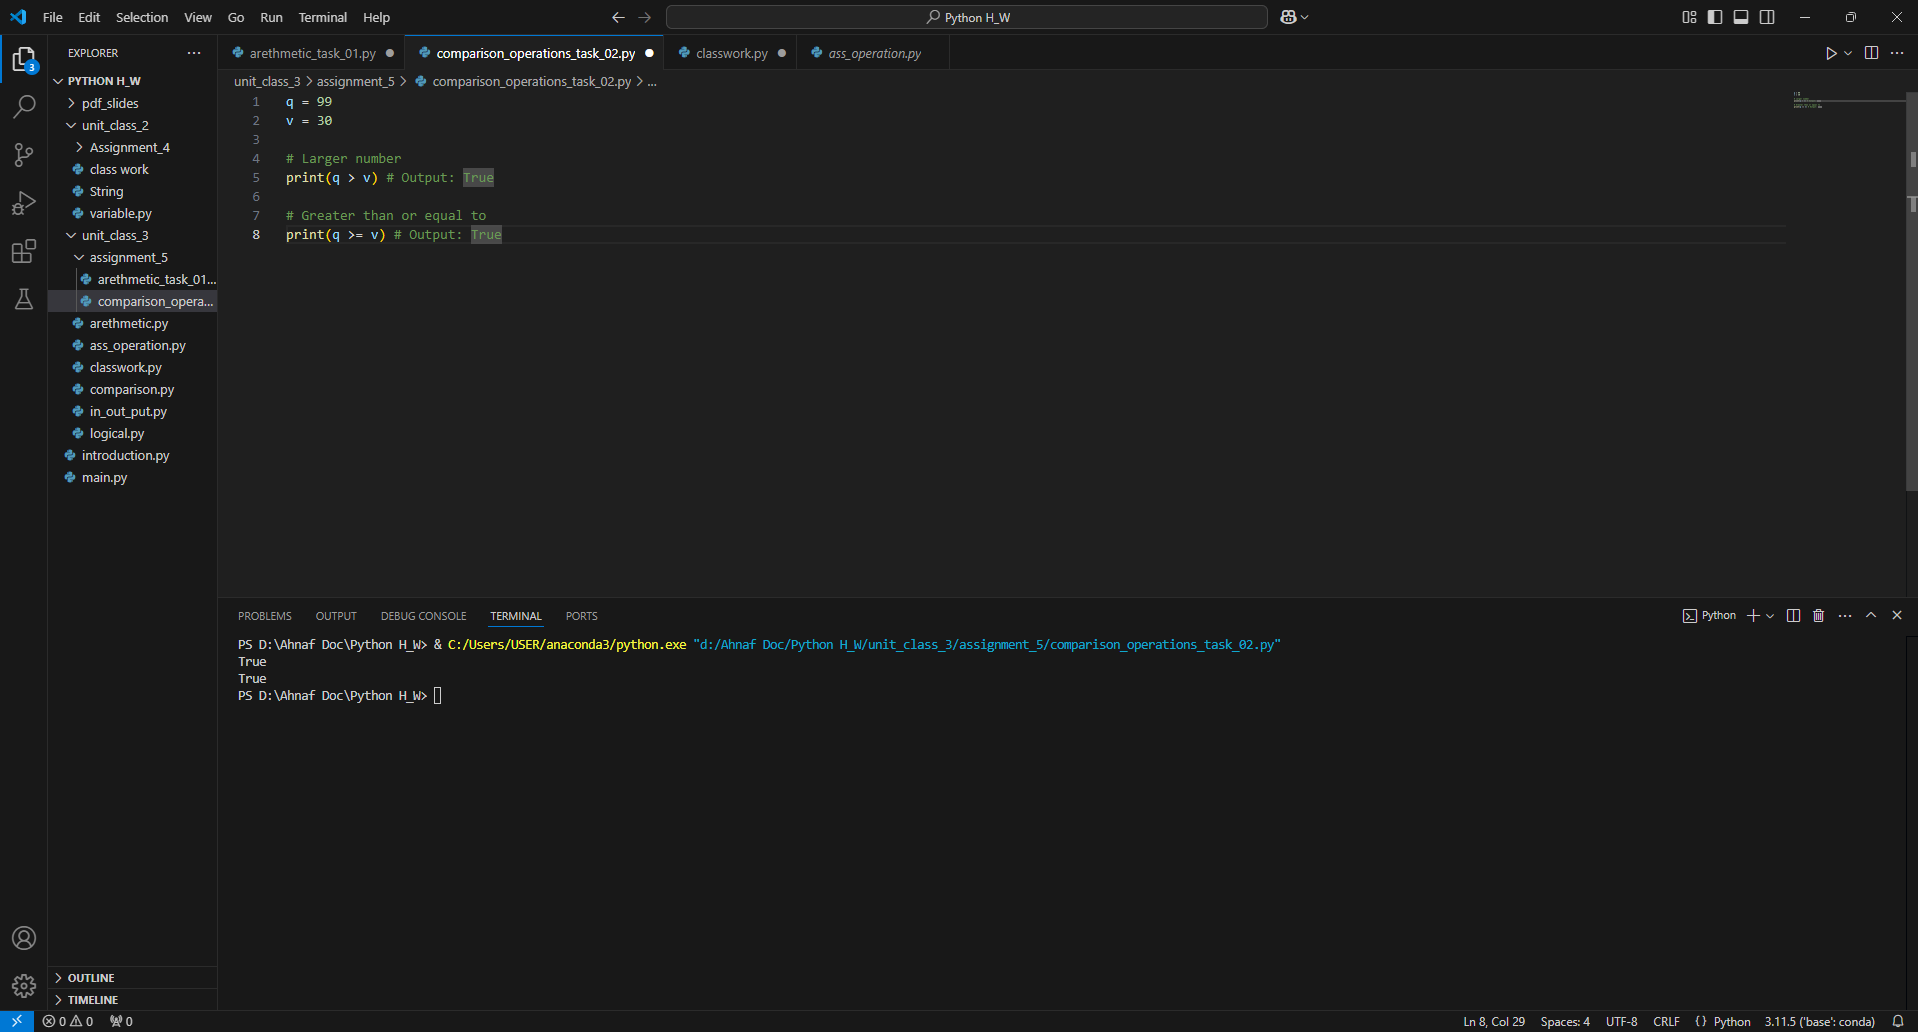 File Edit Selection View Go Run Terminal Help
Python H_W
EXPLORER
PYTHON H_W
pdf_slides
unit_class_2
Assignment_4
class work
String
variable.py
unit_class_3
assignment_5
arethmetic_task_01...
comparison_opera...
arethmetic.py
ass_operation.py
classwork.py
comparison.py
in_out_put.py
logical.py
introduction.py
main.py
OUTLINE
TIMELINE
3
arethmetic_task_01.py comparison_operations_task_02.py classwork.py ass_operation.py
unit_class_3 > assignment_5 > comparison_operations_task_02.py > ...
1 q = 99
2 v = 30
3
4 # Larger number
5 print(q > v) # Output: True
6
7 # Greater than or equal to
8 print(q >= v) # Output: True
PROBLEMS OUTPUT DEBUG CONSOLE TERMINAL PORTS
Python
PS D:\Ahnaf Doc\Python H_W> & C:/Users/USER/anaconda3/python.exe "d:/Ahnaf Doc/Python H_W/unit_class_3/assignment_5/comparison_operations_task_02.py"
True
True
PS D:\Ahnaf Doc\Python H_W>
0 0 0
Ln 8, Col 29 Spaces: 4 UTF-8 CRLF {} Python 3.11.5 ('base': conda)